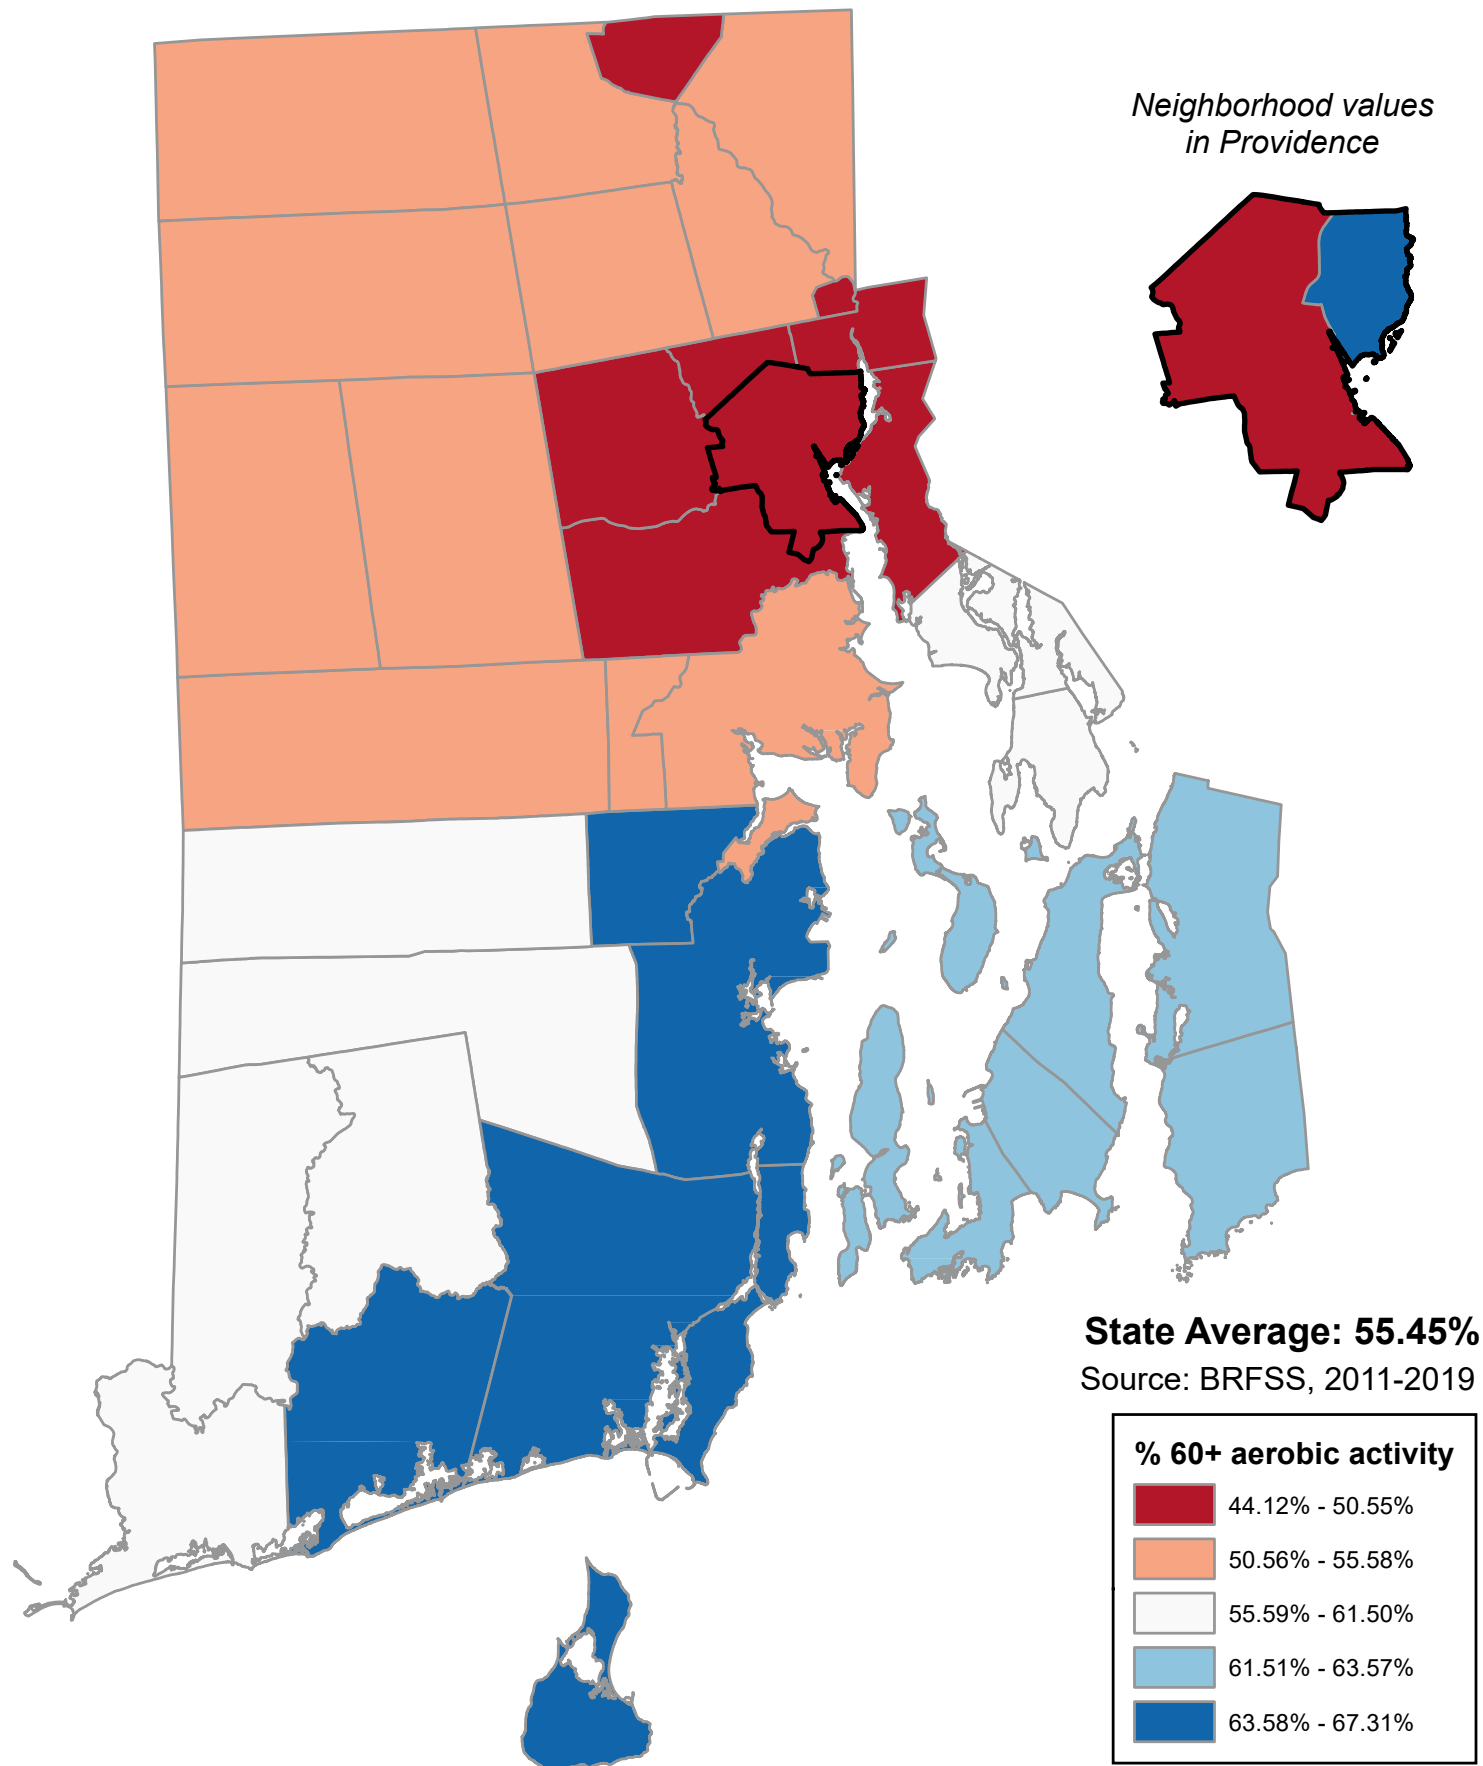 Neighborhood values
in Providence
State Average: 55.45%
Source: BRFSS, 2011-2019
% 60+ aerobic activity
44.12% - 50.55%
50.56% - 55.58%
55.59% - 61.50%
61.51% - 63.57%
63.58% - 67.31%